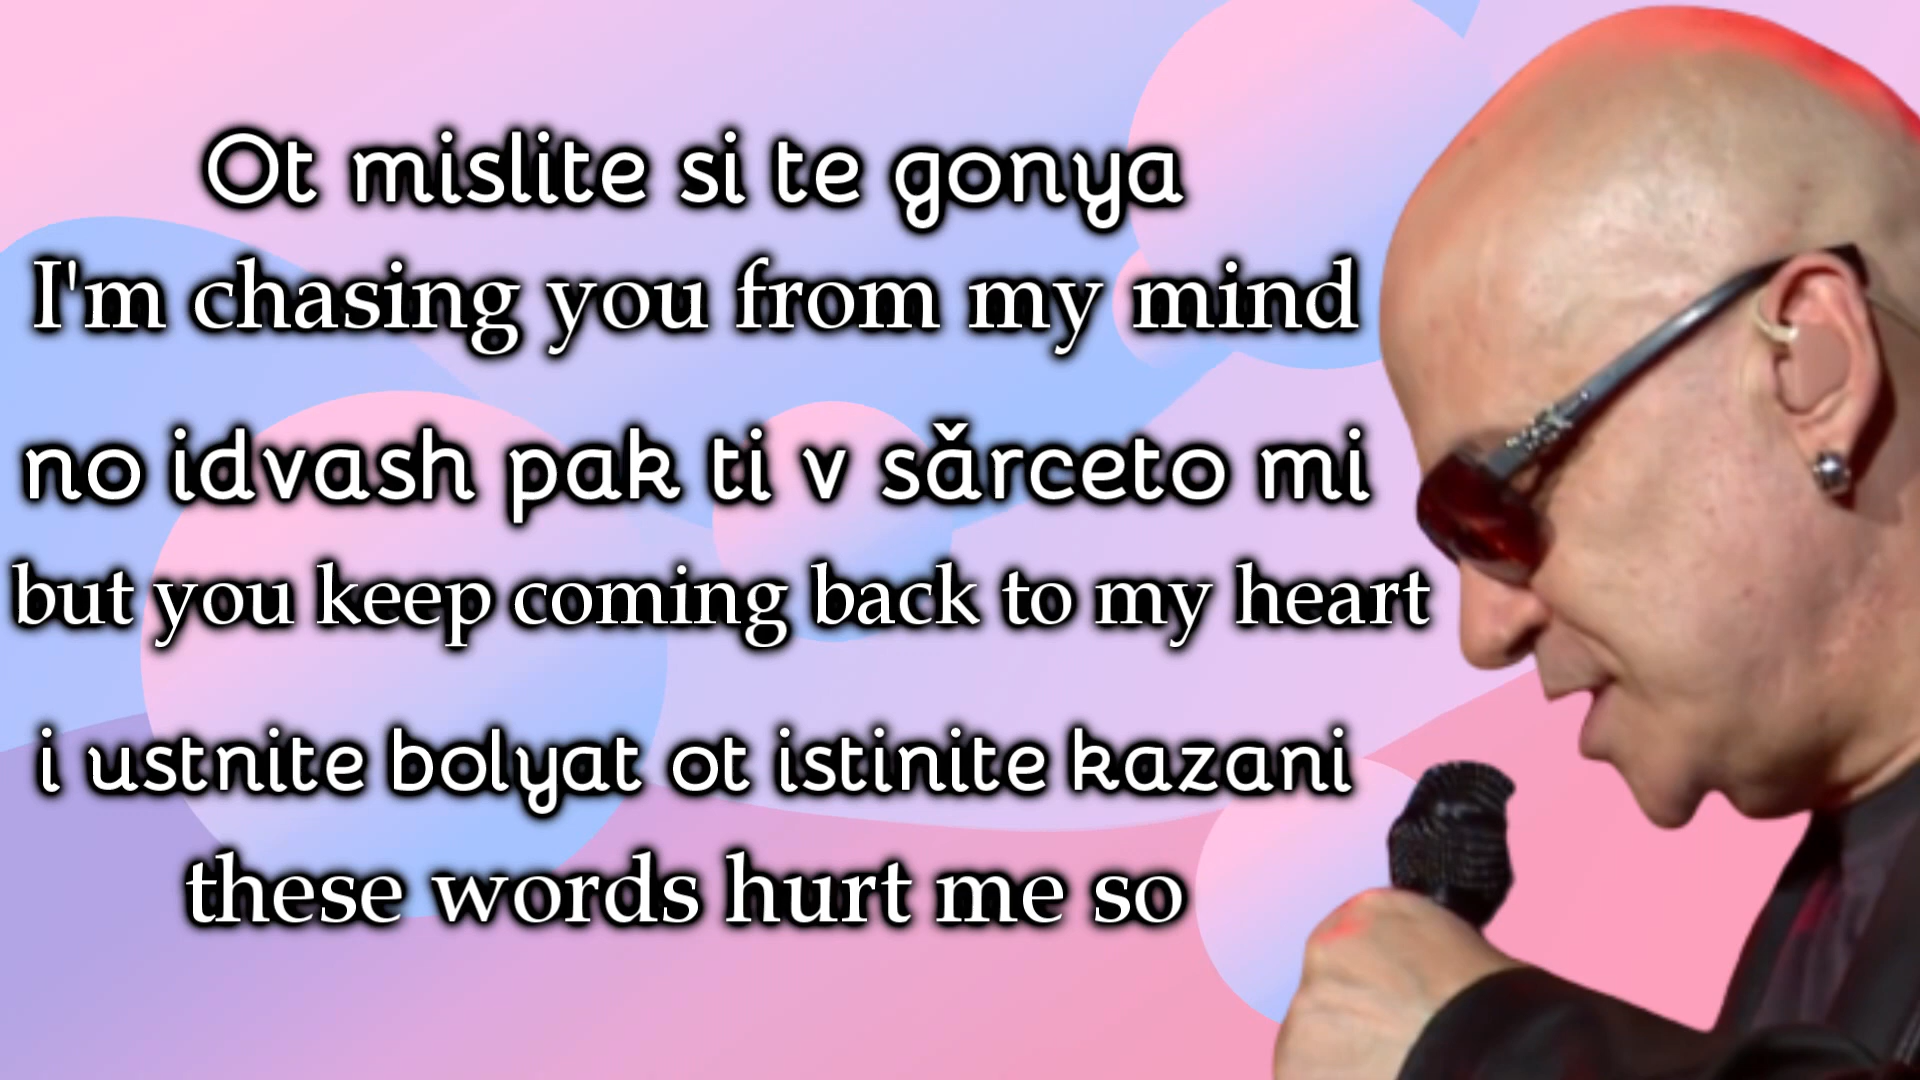 Ot mislite si te gonya
I'm chasing you from my mind
no idvash pak ti v sǎrceto mi
but you keep coming back to my heart
i ustnite bolyat ot istinite kazani
these words hurt me so